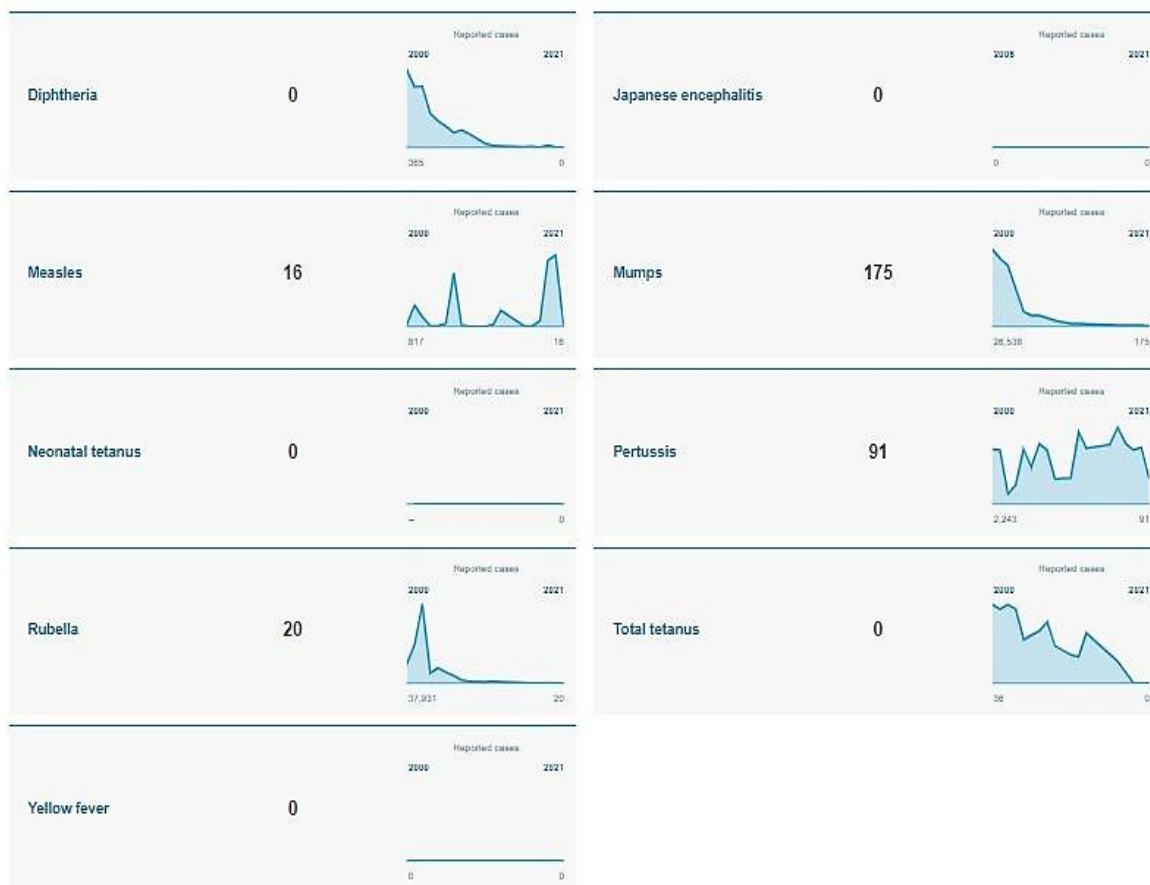 Reported cases
2000 2021
Diphtheria 0
365 0
Reported cases
2008 2021
Japanese encephalitis 0
0 0
Reported cases
2000 2021
Measles 16
817 16
Reported cases
2000 2021
Mumps 175
26,538 175
Reported cases
2000 2021
Neonatal tetanus 0
– 0
Reported cases
2000 2021
Pertussis 91
2,243 91
Reported cases
2000 2021
Rubella 20
37,931 20
Reported cases
2000 2021
Total tetanus 0
36 0
Reported cases
2000 2021
Yellow fever 0
0 0